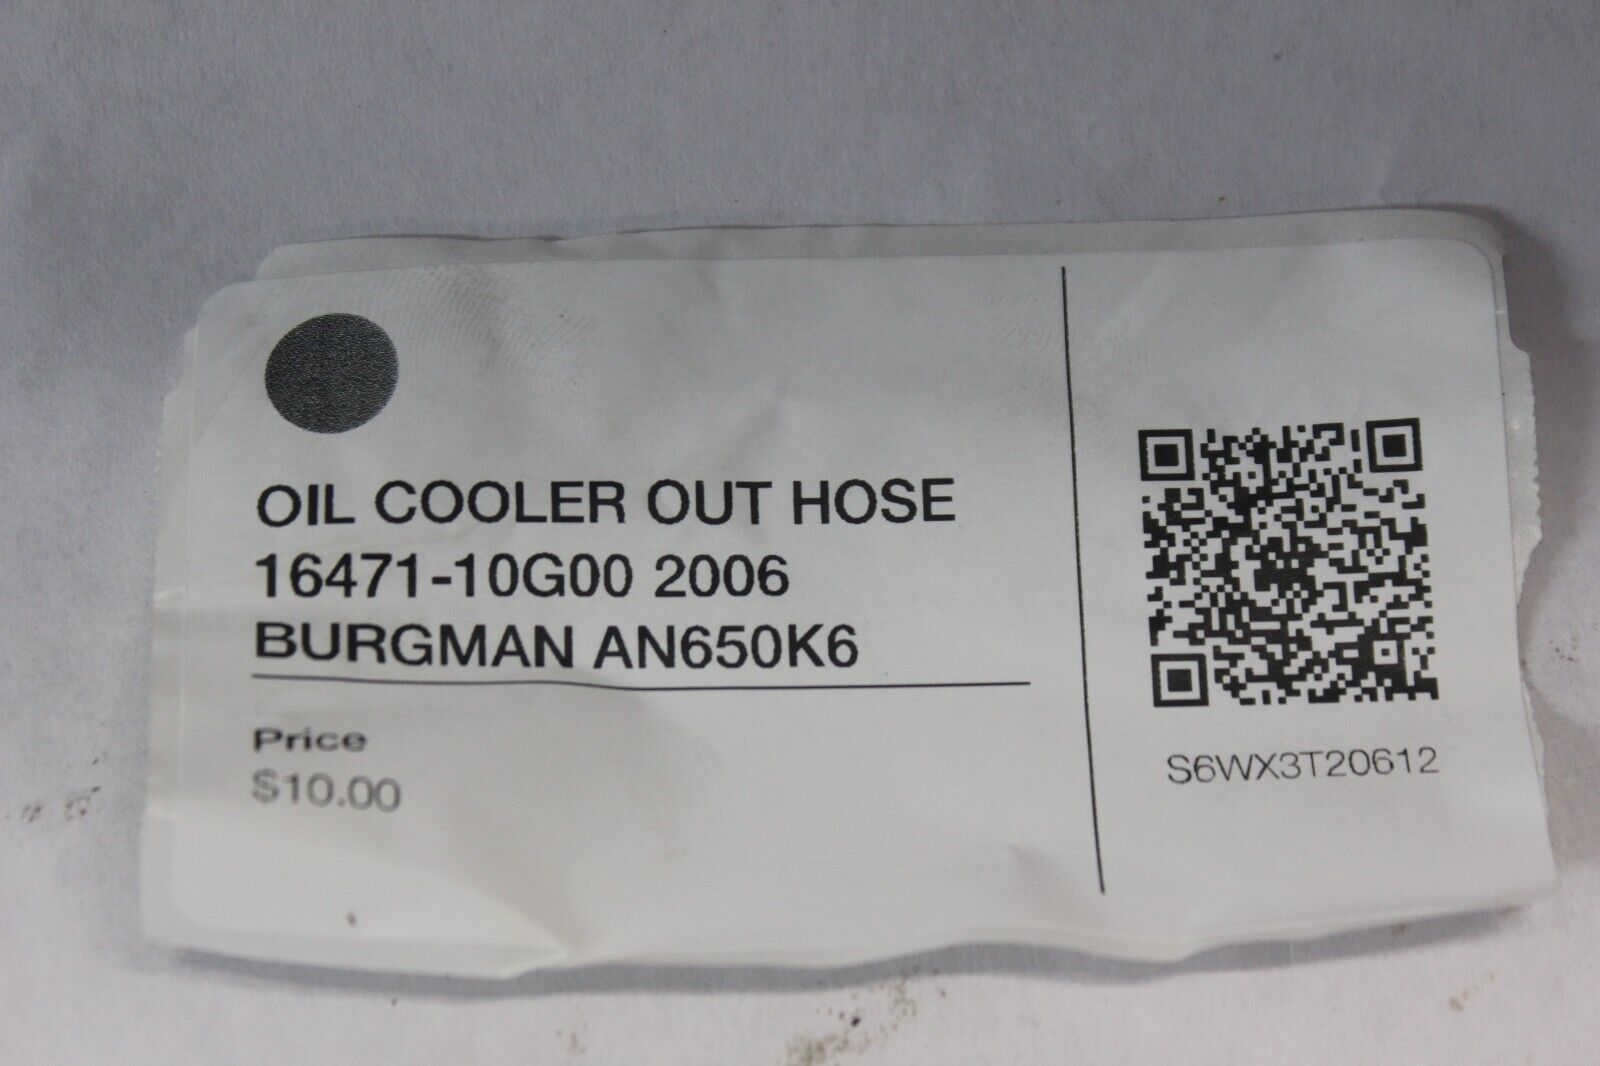 OIL COOLER OUT HOSE
16471-10G00 2006
BURGMAN AN650K6
Price
$10.00
S6WX3T20612